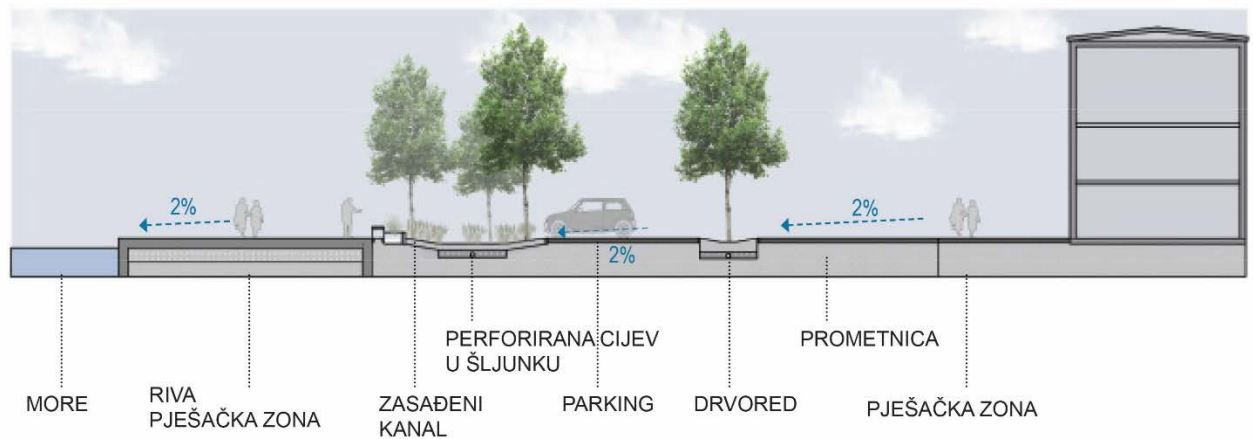 2%
2%
2%
PERFORIRANA CIJEV
U ŠLJUNKU
PROMETNICA
MORE
RIVA
PJEŠAČKA ZONA
ZASAĐENI
KANAL
PARKING
DRVORED
PJEŠAČKA ZONA